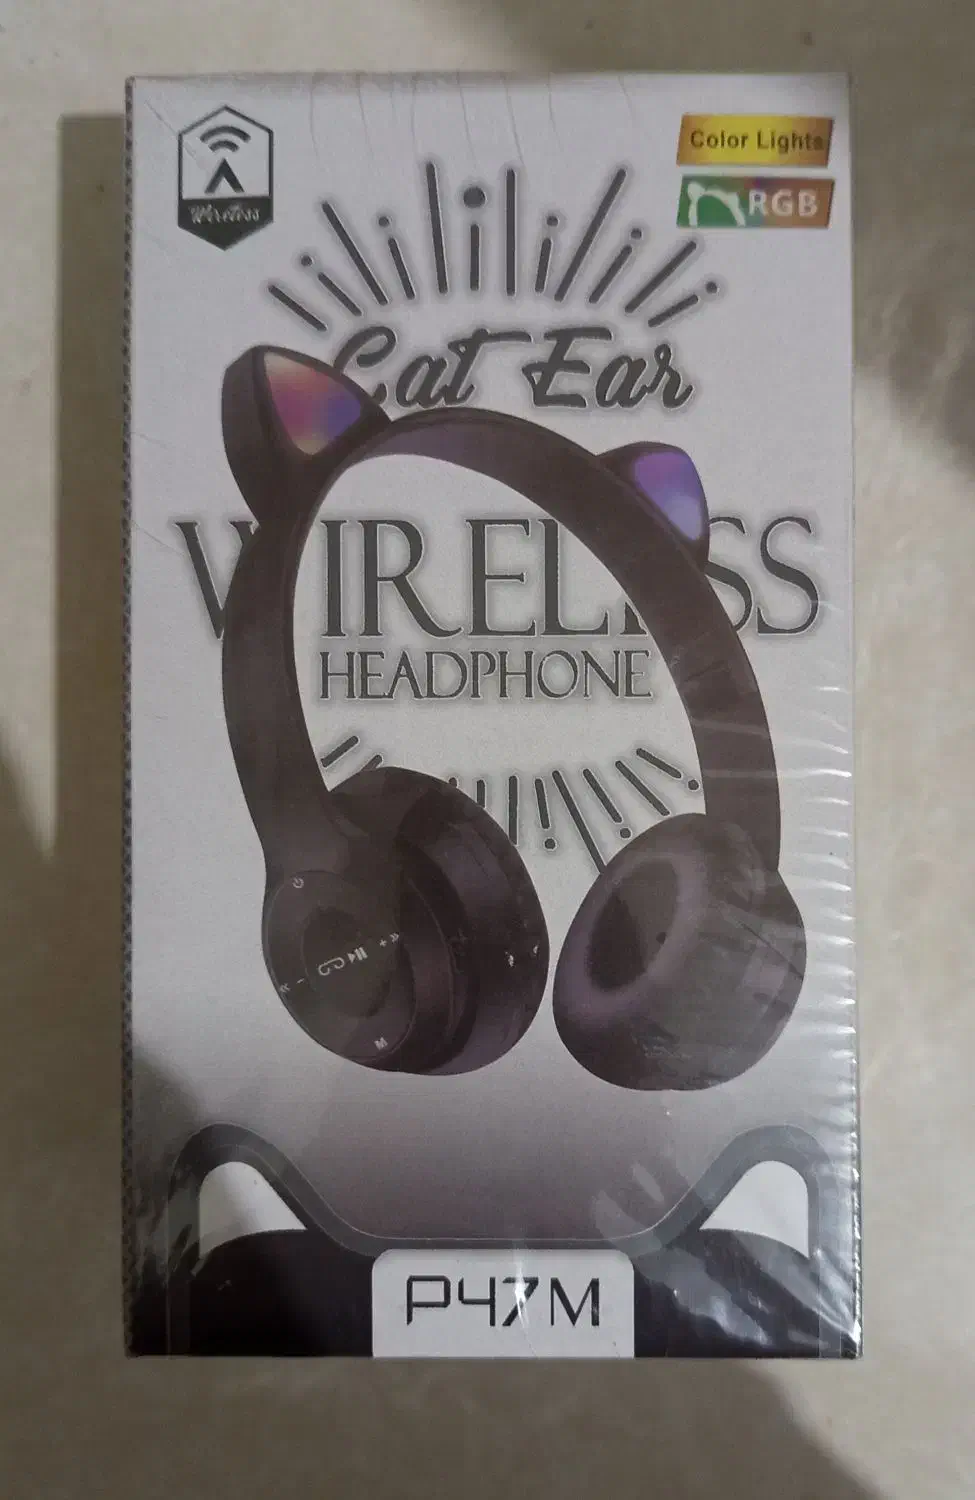 Wireless
Color Lights
RGB
Cat Ear
WIRELESS
HEADPHONE
M
P47M